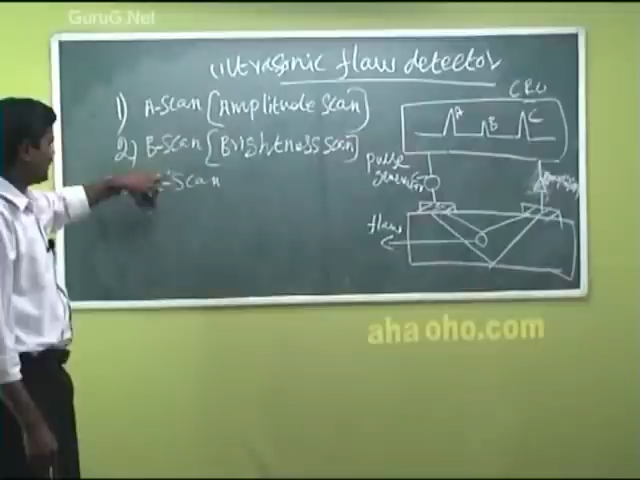 GuruG.Net
Ultrasonic flaw detector
1) A-Scan [Amplitude Scan]
2) B-Scan [Brightness Scan]
-Scan
CRO
A
B
C
pulse
generator
flaw
ahaoho.com